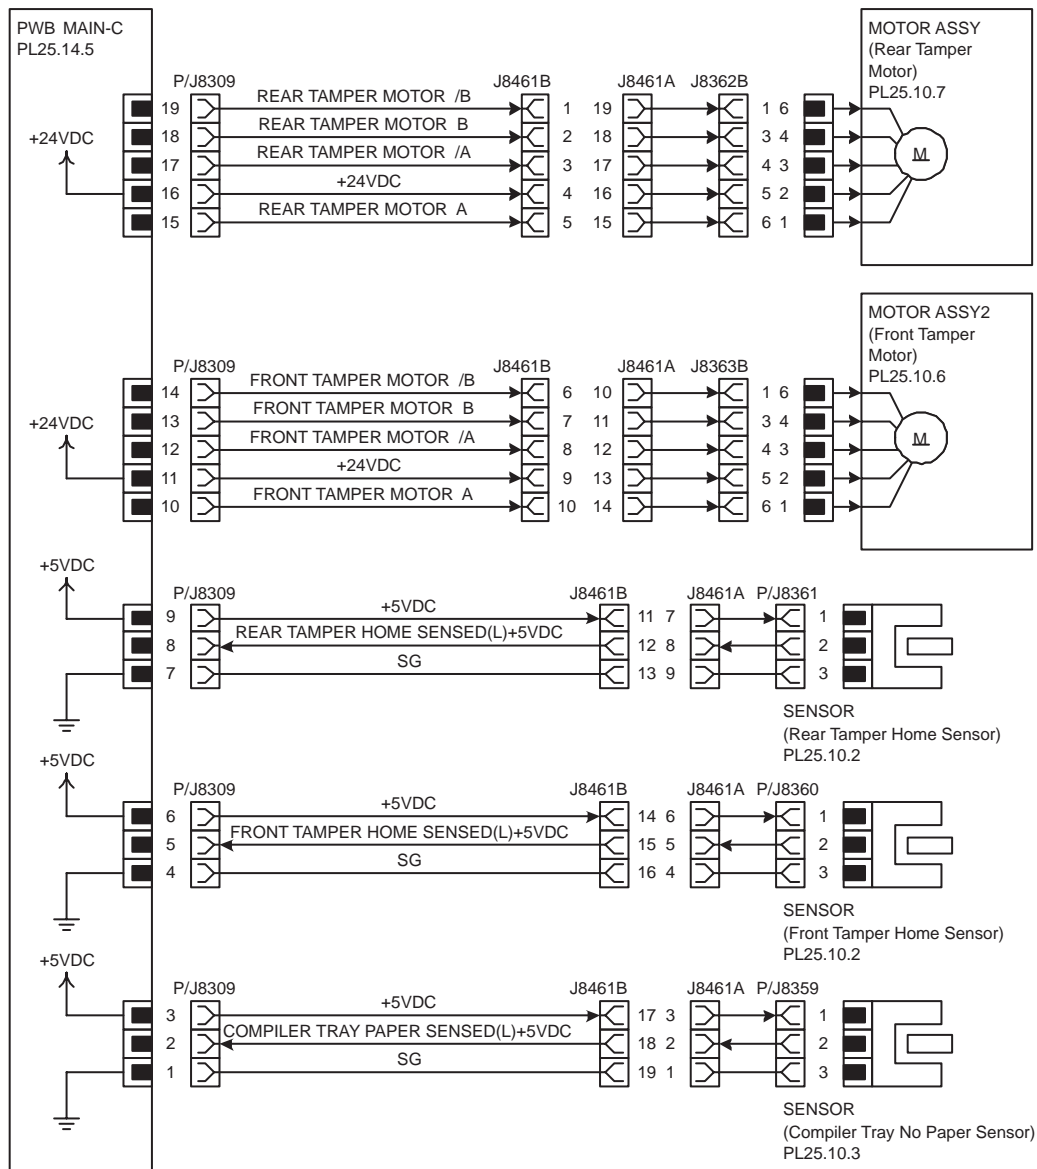 PWB MAIN-C
PL25.14.5
MOTOR ASSY
(Rear Tamper
Motor)
PL25.10.7
P/J8309 J8461B J8461A J8362B
+24VDC
19 REAR TAMPER MOTOR /B 1 19 1 6
18 REAR TAMPER MOTOR B 2 18 3 4
17 REAR TAMPER MOTOR /A 3 17 4 3
16 +24VDC 4 16 5 2
15 REAR TAMPER MOTOR A 5 15 6 1
M
MOTOR ASSY2
(Front Tamper
Motor)
PL25.10.6
P/J8309 J8461B J8461A J8363B
+24VDC
14 FRONT TAMPER MOTOR /B 6 10 1 6
13 FRONT TAMPER MOTOR B 7 11 3 4
12 FRONT TAMPER MOTOR /A 8 12 4 3
11 +24VDC 9 13 5 2
10 FRONT TAMPER MOTOR A 10 14 6 1
M
+5VDC
P/J8309 J8461B J8461A P/J8361
9 +5VDC 11 7 1
8 REAR TAMPER HOME SENSED(L)+5VDC 12 8 2
7 SG 13 9 3
SENSOR
(Rear Tamper Home Sensor)
PL25.10.2
+5VDC
P/J8309 J8461B J8461A P/J8360
6 +5VDC 14 6 1
5 FRONT TAMPER HOME SENSED(L)+5VDC 15 5 2
4 SG 16 4 3
SENSOR
(Front Tamper Home Sensor)
PL25.10.2
+5VDC
P/J8309 J8461B J8461A P/J8359
3 +5VDC 17 3 1
2 COMPILER TRAY PAPER SENSED(L)+5VDC 18 2 2
1 SG 19 1 3
SENSOR
(Compiler Tray No Paper Sensor)
PL25.10.3